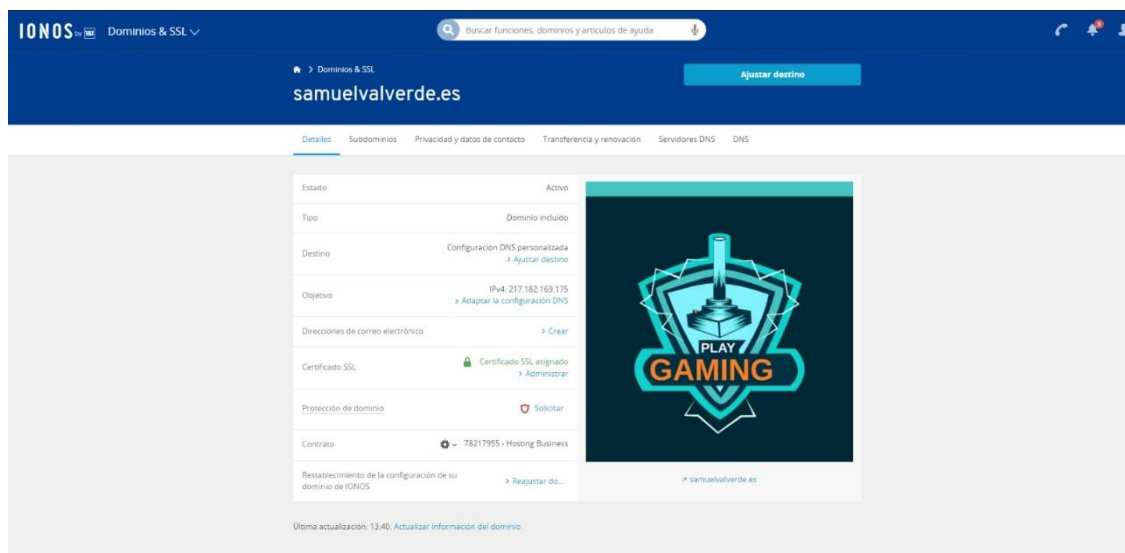 IONOS by 1&1 Dominios & SSL
Buscar funciones, dominios y artículos de ayuda
> Dominios & SSL
samuelvalverde.es
Ajustar destino
Detalles Subdominios Privacidad y datos de contacto Transferencia y renovación Servidores DNS DNS
Estado Activo
Tipo Dominio incluido
Destino Configuración DNS personalizada
> Ajustar destino
Objetivo IPv4: 217.182.169.175
> Adaptar la configuración DNS
Direcciones de correo electrónico > Crear
Certificado SSL Certificado SSL asignado
> Administrar
Protección de dominio Solicitar
Contrato 78217955 - Hosting Business
Restablecimiento de la configuración de su
dominio de IONOS > Reajustar do...
PLAY
GAMING
samuelvalverde.es
Última actualización: 13:40. Actualizar información del dominio